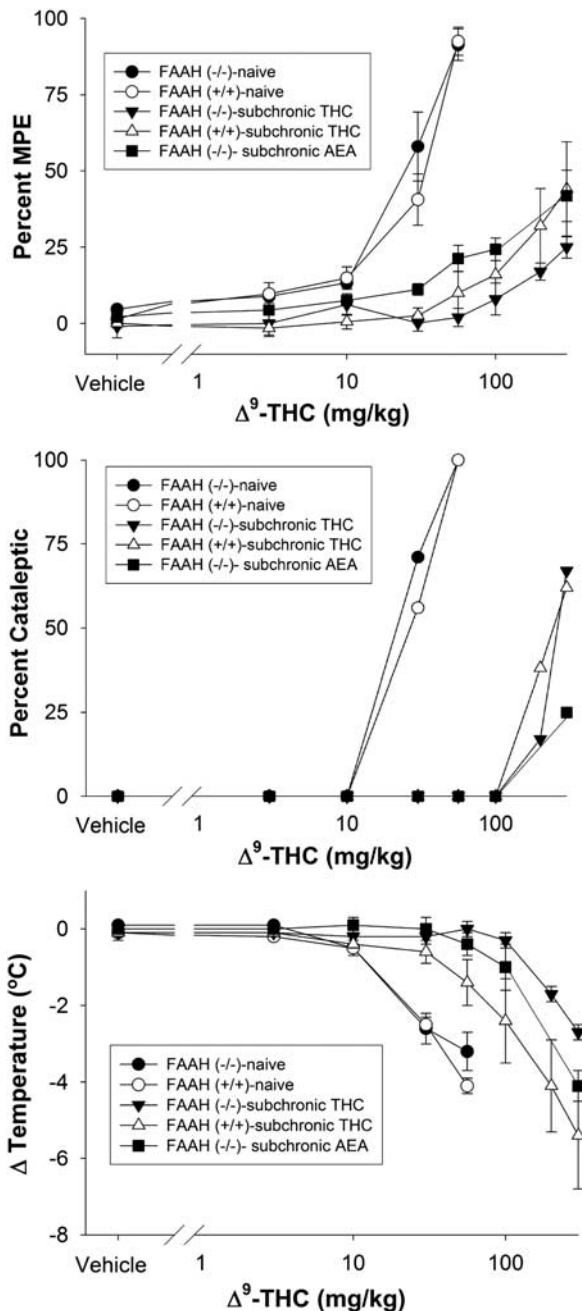 100
75
50
25
0
Percent MPE
FAAH (-/-)-naive
FAAH (+/+)-naive
FAAH (-/-)-subchronic THC
FAAH (+/+)-subchronic THC
FAAH (-/-)- subchronic AEA
Vehicle 1 10 100
Δ⁹-THC (mg/kg)
100
75
50
25
0
Percent Cataleptic
FAAH (-/-)-naive
FAAH (+/+)-naive
FAAH (-/-)-subchronic THC
FAAH (+/+)-subchronic THC
FAAH (-/-)- subchronic AEA
Vehicle 1 10 100
Δ⁹-THC (mg/kg)
0
-2
-4
-6
-8
Δ Temperature (ºC)
FAAH (-/-)-naive
FAAH (+/+)-naive
FAAH (-/-)-subchronic THC
FAAH (+/+)-subchronic THC
FAAH (-/-)- subchronic AEA
Vehicle 1 10 100
Δ⁹-THC (mg/kg)